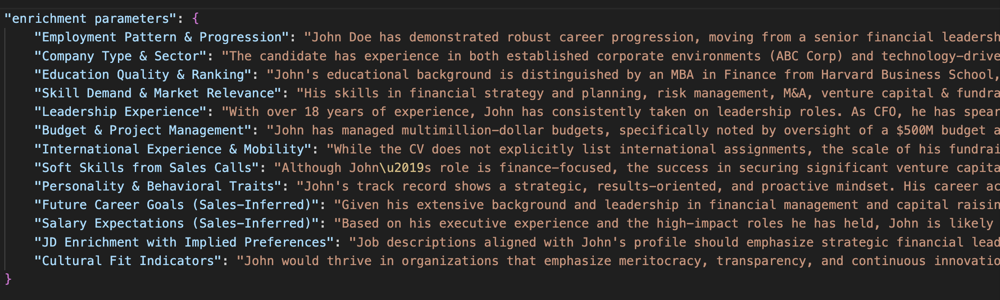 "enrichment parameters": {
"Employment Pattern & Progression": "John Doe has demonstrated robust career progression, moving from a senior financial leadersh
"Company Type & Sector": "The candidate has experience in both established corporate environments (ABC Corp) and technology-drive
"Education Quality & Ranking": "John's educational background is distinguished by an MBA in Finance from Harvard Business School,
"Skill Demand & Market Relevance": "His skills in financial strategy and planning, risk management, M&A, venture capital & fundra
"Leadership Experience": "With over 18 years of experience, John has consistently taken on leadership roles. As CFO, he has spear
"Budget & Project Management": "John has managed multimillion-dollar budgets, specifically noted by oversight of a $500M budget a
"International Experience & Mobility": "While the CV does not explicitly list international assignments, the scale of his fundrai
"Soft Skills from Sales Calls": "Although John\u2019s role is finance-focused, the success in securing significant venture capita
"Personality & Behavioral Traits": "John's track record shows a strategic, results-oriented, and proactive mindset. His career ac
"Future Career Goals (Sales-Inferred)": "Given his extensive background and leadership in financial management and capital raisin
"Salary Expectations (Sales-Inferred)": "Based on his executive experience and the high-impact roles he has held, John is likely
"JD Enrichment with Implied Preferences": "Job descriptions aligned with John's profile should emphasize strategic financial lead
"Cultural Fit Indicators": "John would thrive in organizations that emphasize meritocracy, transparency, and continuous innovatio
}